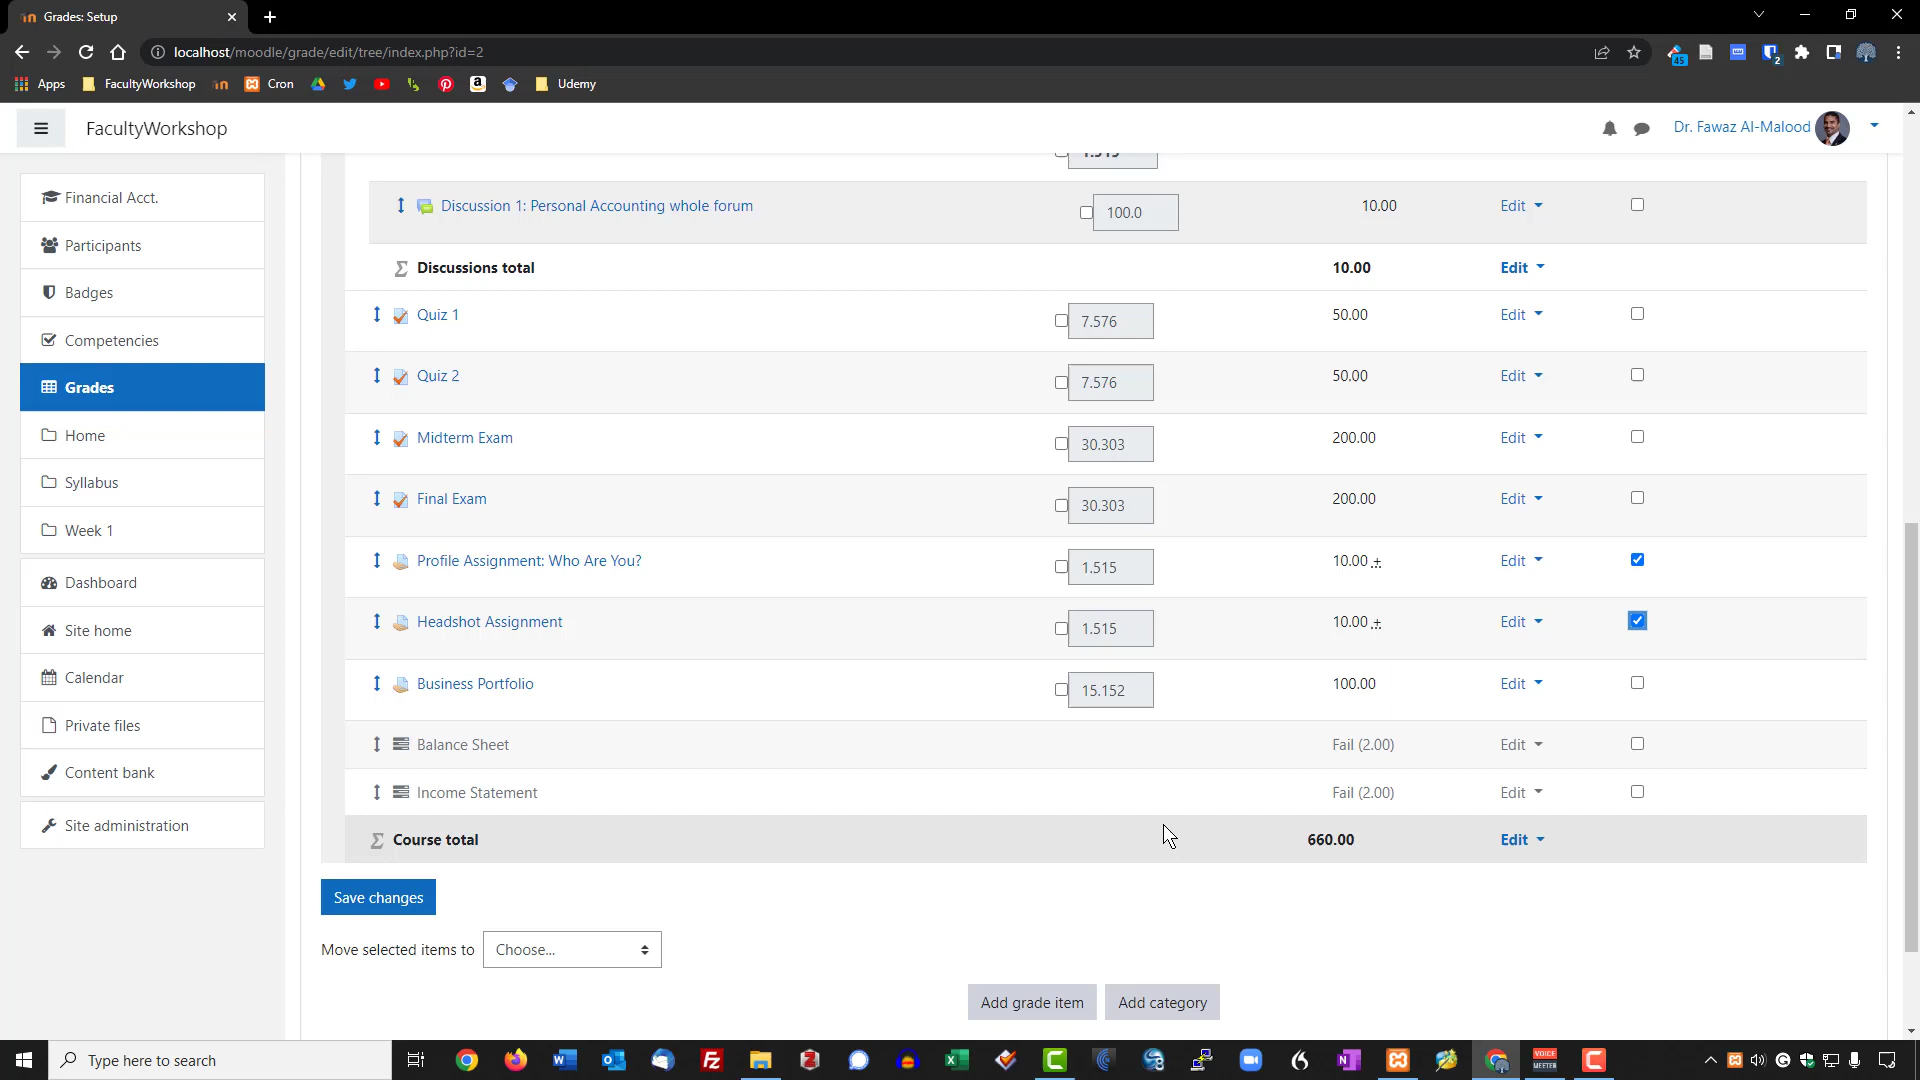 Grades: Setup
localhost/moodle/grade/edit/tree/index.php?id=2
45
2
Apps FacultyWorkshop Cron Udemy
FacultyWorkshop
Dr. Fawaz Al-Malood
Financial Acct.
Participants
Badges
Competencies
Grades
Home
Syllabus
Week 1
Dashboard
Site home
Calendar
Private files
Content bank
Site administration
1.515
Discussion 1: Personal Accounting whole forum 100.0 10.00 Edit
Σ Discussions total 10.00 Edit
Quiz 1 7.576 50.00 Edit
Quiz 2 7.576 50.00 Edit
Midterm Exam 30.303 200.00 Edit
Final Exam 30.303 200.00 Edit
Profile Assignment: Who Are You? 1.515 10.00 + Edit
Headshot Assignment 1.515 10.00 + Edit
Business Portfolio 15.152 100.00 Edit
Balance Sheet Fail (2.00) Edit
Income Statement Fail (2.00) Edit
Σ Course total 660.00 Edit
Save changes
Move selected items to Choose...
Add grade item Add category
Type here to search
VOICE MEETER